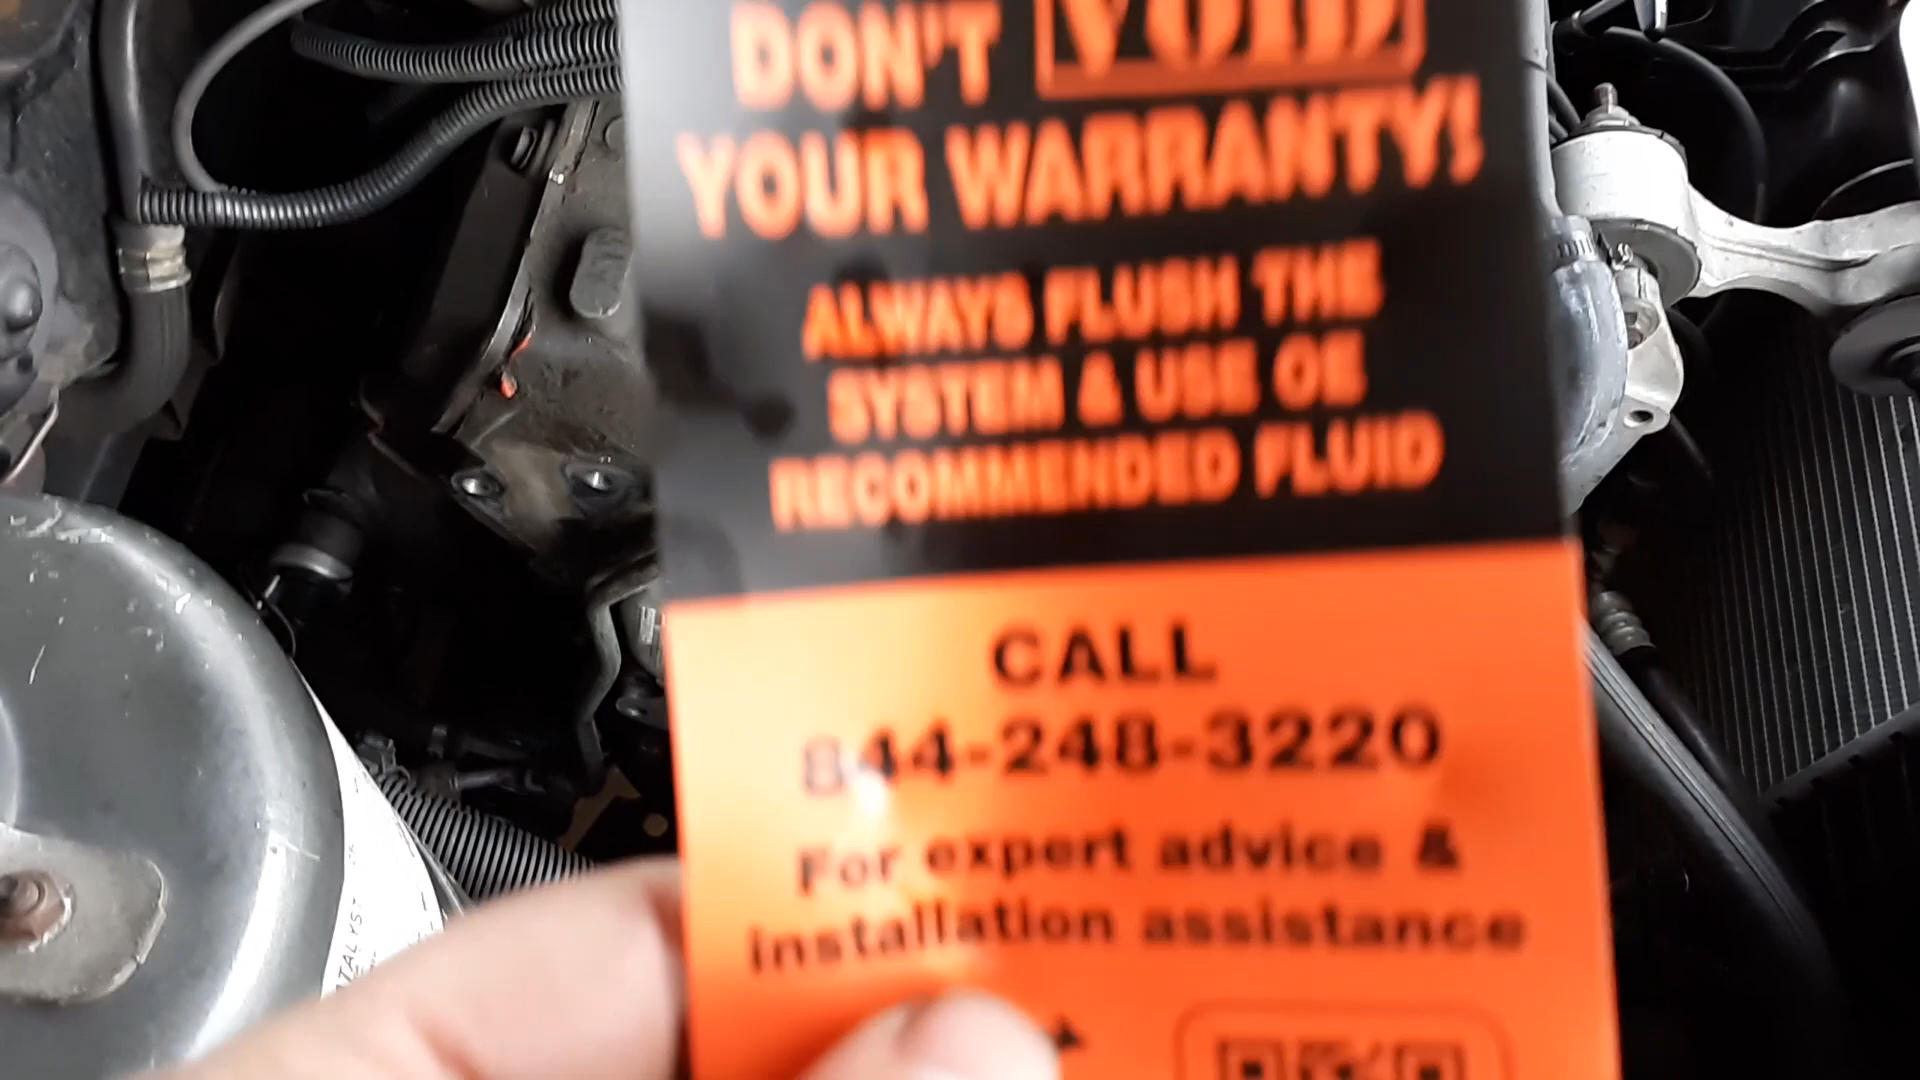 DON'T VOID
YOUR WARRANTY!
ALWAYS FLUSH THE
SYSTEM & USE OE
RECOMMENDED FLUID
CALL
844-248-3220
For expert advice &
installation assistance
TALYST